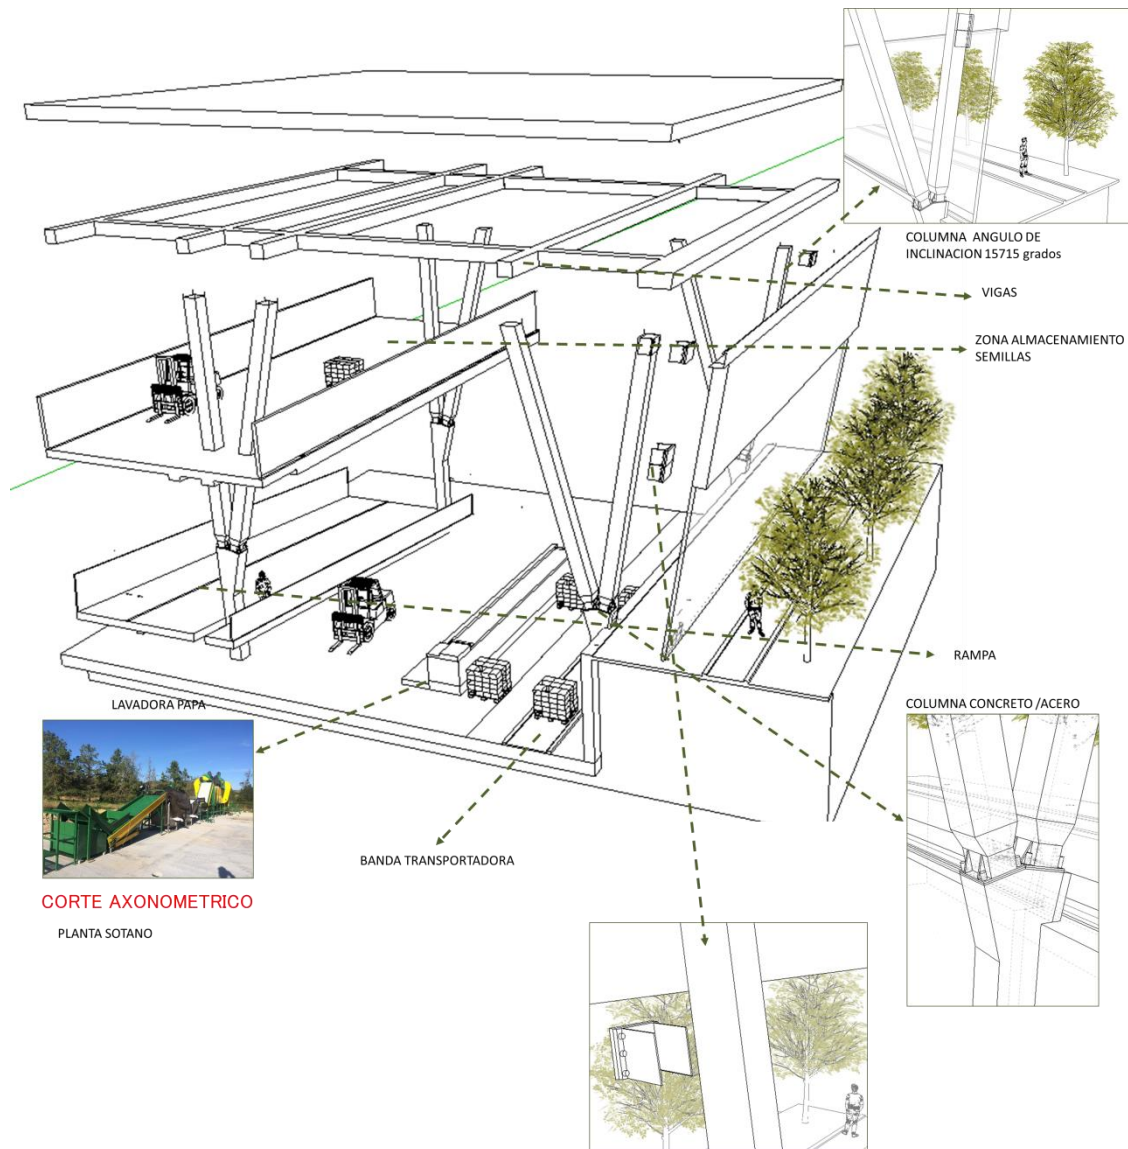 COLUMNA ANGULO DE
INCLINACION 15715 grados
VIGAS
ZONA ALMACENAMIENTO
SEMILLAS
RAMPA
COLUMNA CONCRETO /ACERO
LAVADORA PAPA
BANDA TRANSPORTADORA
CORTE AXONOMETRICO
PLANTA SOTANO